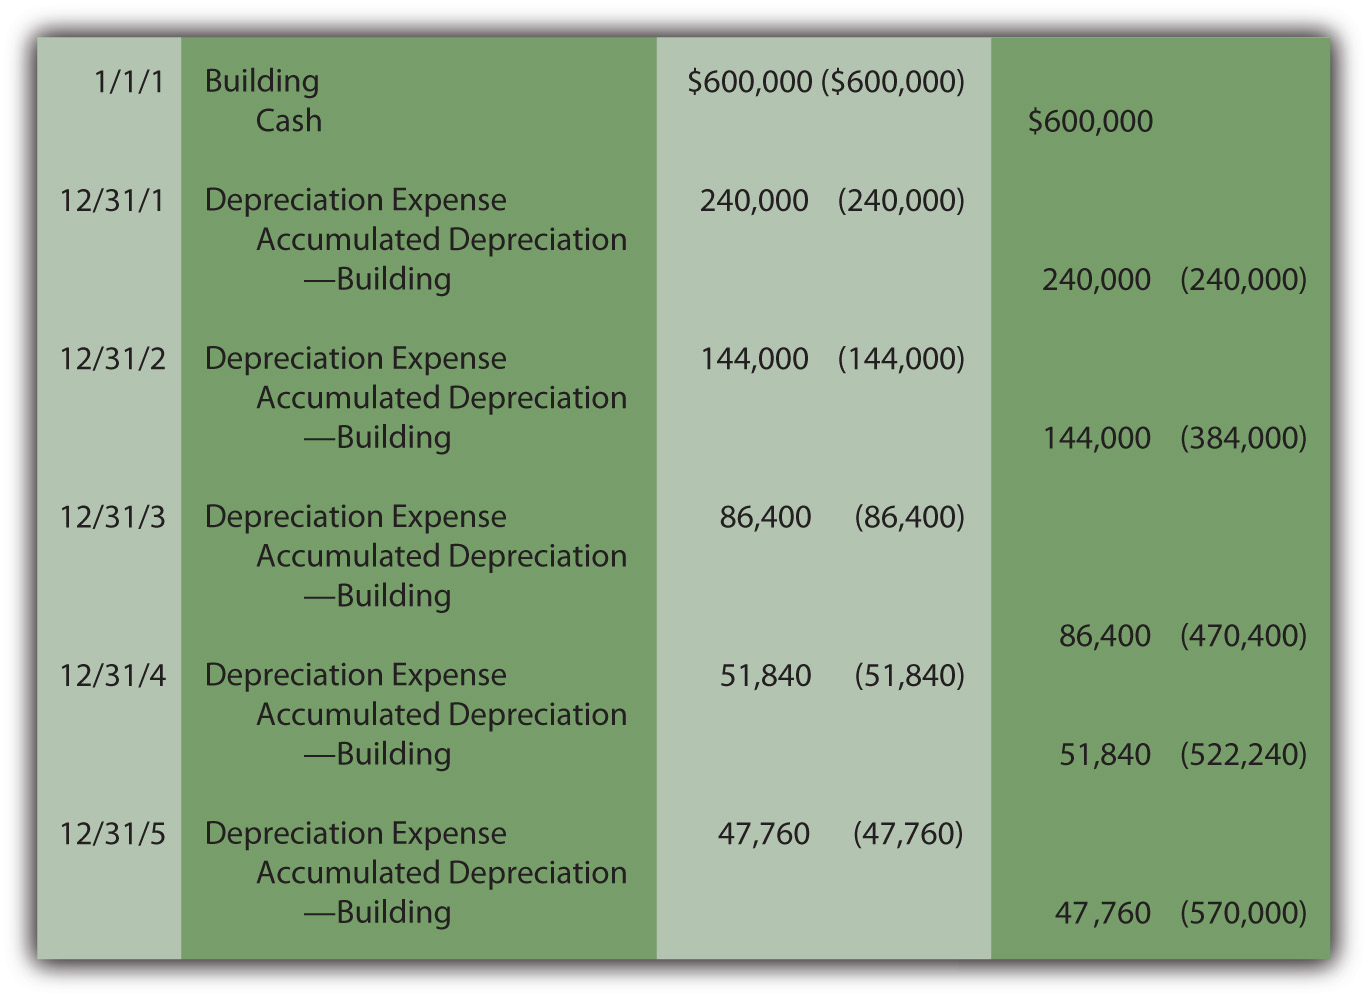 1/1/1 Building $600,000 ($600,000)
Cash $600,000
12/31/1 Depreciation Expense 240,000 (240,000)
Accumulated Depreciation
—Building 240,000 (240,000)
12/31/2 Depreciation Expense 144,000 (144,000)
Accumulated Depreciation
—Building 144,000 (384,000)
12/31/3 Depreciation Expense 86,400 (86,400)
Accumulated Depreciation
—Building
86,400 (470,400)
12/31/4 Depreciation Expense 51,840 (51,840)
Accumulated Depreciation
—Building 51,840 (522,240)
12/31/5 Depreciation Expense 47,760 (47,760)
Accumulated Depreciation
—Building 47,760 (570,000)